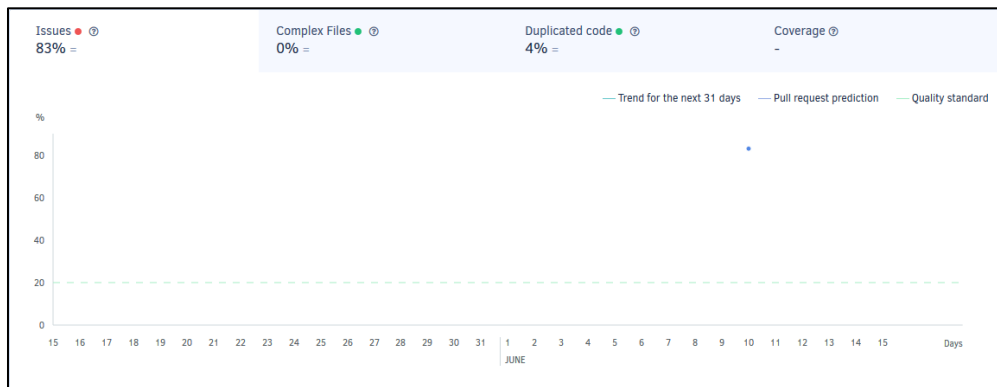 Issues Complex Files Duplicated code Coverage
83% = 0% = 4% = -
Trend for the next 31 days Pull request prediction Quality standard
%
80
60
40
20
0
15 16 17 18 19 20 21 22 23 24 25 26 27 28 29 30 31 1 2 3 4 5 6 7 8 9 10 11 12 13 14 15 Days
JUNE